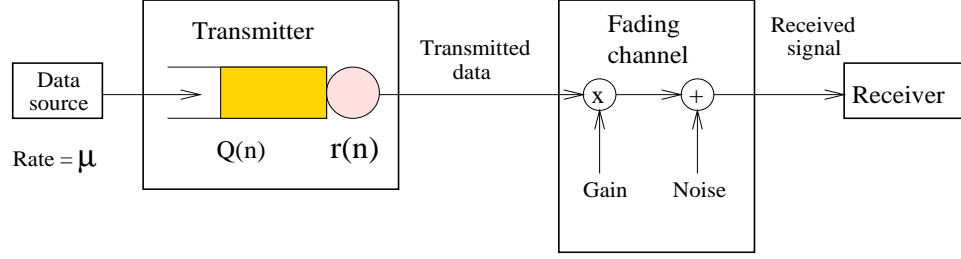 Data
source
Rate = μ
Transmitter
Q(n)
r(n)
Transmitted
data
Fading
channel
x
+
Gain
Noise
Received
signal
Receiver